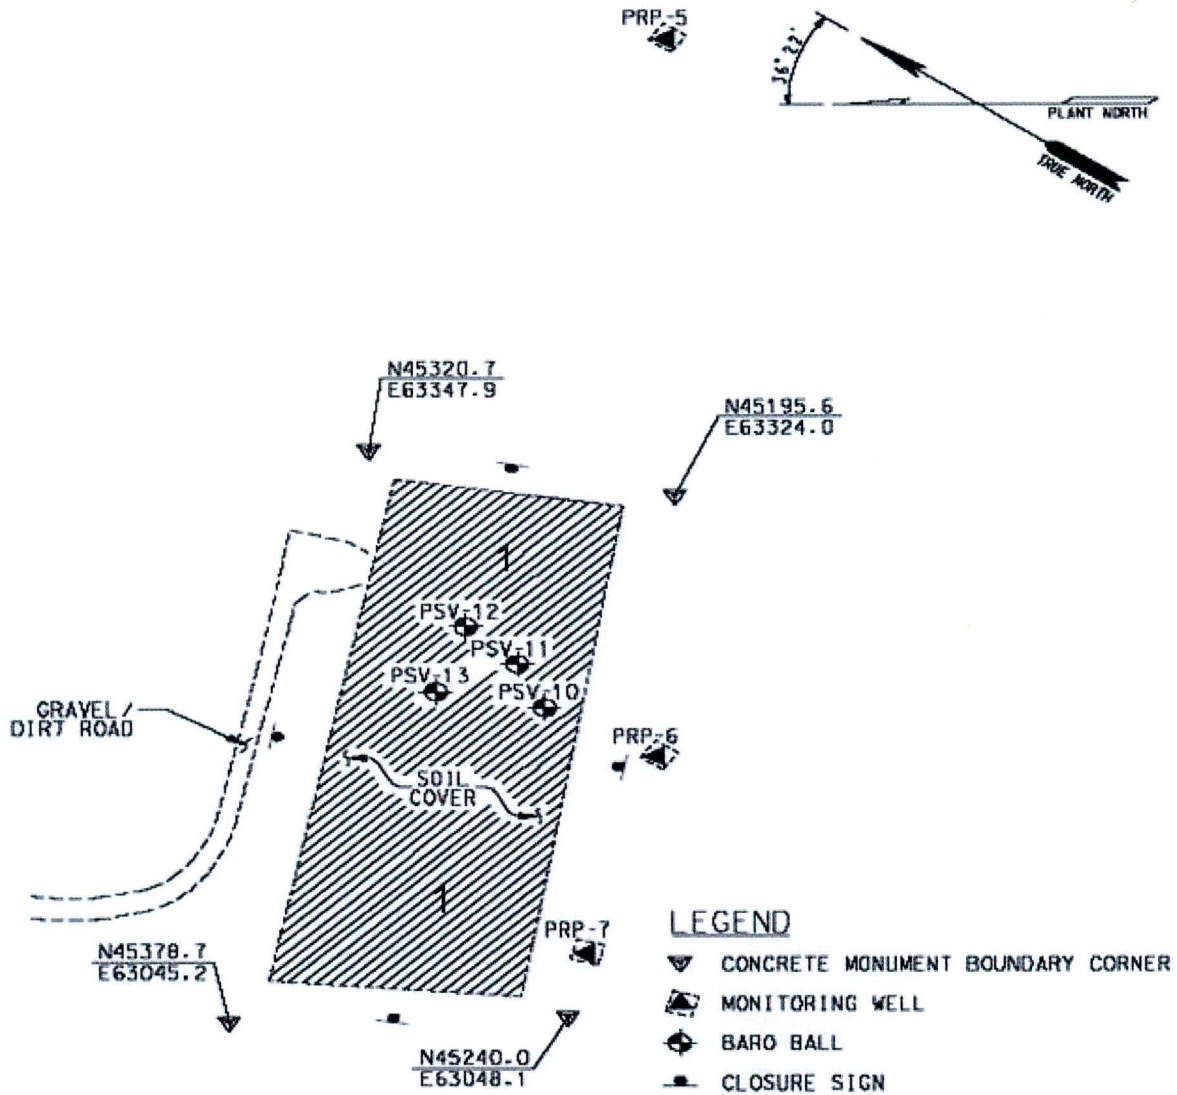 PRP-5
36° 22'
PLANT NORTH
TRUE NORTH
N45320.7
E63347.9
N45195.6
E63324.0
1
PSV-12
PSV-11
PSV-13
PSV-10
GRAVEL/
DIRT ROAD
PRP-6
SOIL
COVER
1
PRP-7
N45378.7
E63045.2
N45240.0
E63048.1
LEGEND
CONCRETE MONUMENT BOUNDARY CORNER
MONITORING WELL
BARO BALL
CLOSURE SIGN